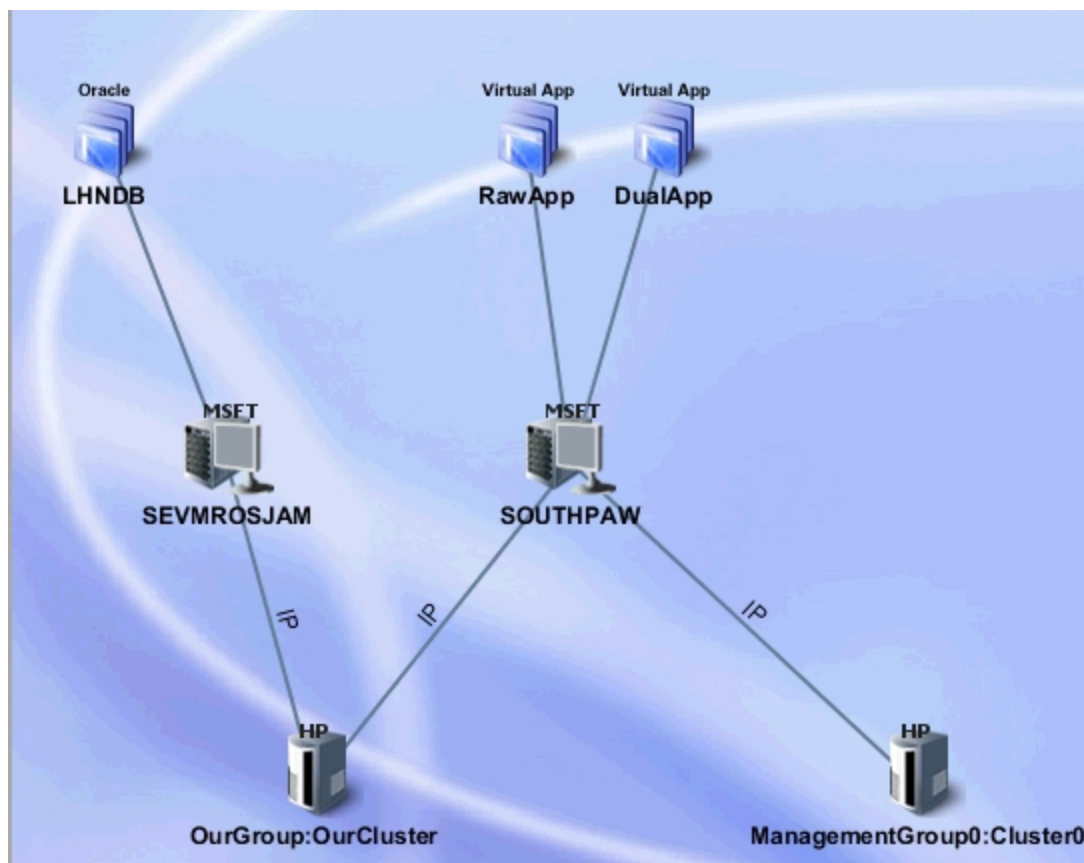 Oracle
LHNDB
Virtual App
RawApp
Virtual App
DualApp
MSFT
SEVMROSJAM
MSFT
SOUTHPAW
IP
IP
IP
HP
OurGroup:OurCluster
HP
ManagementGroup0:Cluster0